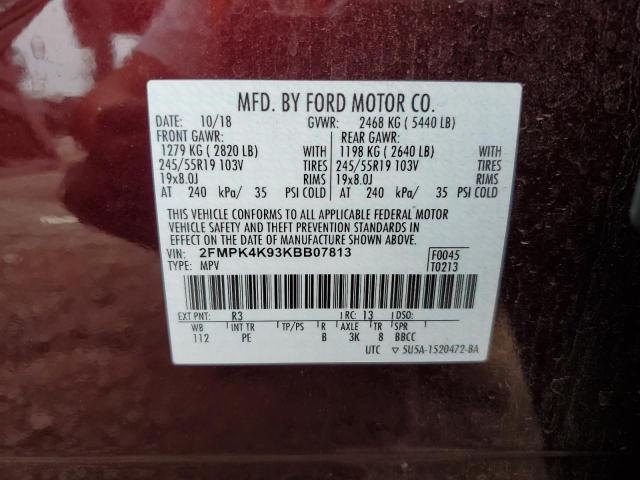 MFD. BY FORD MOTOR CO.
DATE: 10/18 GVWR: 2468 KG ( 5440 LB)
FRONT GAWR: REAR GAWR:
1279 KG ( 2820 LB) WITH 1198 KG ( 2640 LB) WITH
245/55R19 103V TIRES 245/55R19 103V TIRES
19x8.0J RIMS 19x8.0J RIMS
AT 240 kPa/ 35 PSI COLD AT 240 kPa/ 35 PSI COLD
THIS VEHICLE CONFORMS TO ALL APPLICABLE FEDERAL MOTOR
VEHICLE SAFETY AND THEFT PREVENTION STANDARDS IN
EFFECT ON THE DATE OF MANUFACTURE SHOWN ABOVE.
VIN: 2FMPK4K93KBB07813 F0045
TYPE: MPV T0213
EXT PNT: R3 RC: 13 DSO:
WB INT TR TP/PS R AXLE TR SPR
112 PE B 3K 8 BBCC
UTC ▽ 5U5A-1520472-BA